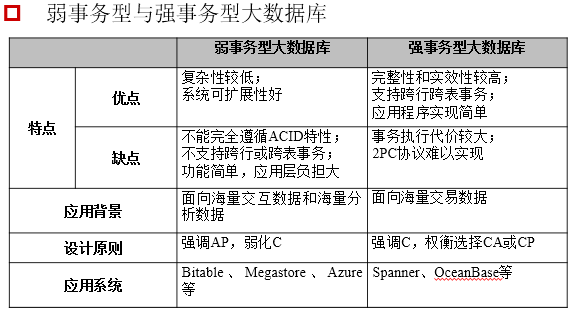 弱事务型与强事务型大数据库
弱事务型大数据库 强事务型大数据库
特点 优点 复杂性较低； 完整性和实效性较高；
系统可扩展性好 支持跨行跨表事务；
应用程序实现简单
缺点 不能完全遵循ACID特性； 事务执行代价较大；
不支持跨行或跨表事务； 2PC协议难以实现
功能简单，应用层负担大
应用背景 面向海量交互数据和海量分 面向海量交易数据
析数据
设计原则 强调AP，弱化C 强调C，权衡选择CA或CP
应用系统 Bitable 、 Megastore 、 Azure Spanner、OceanBase等
等